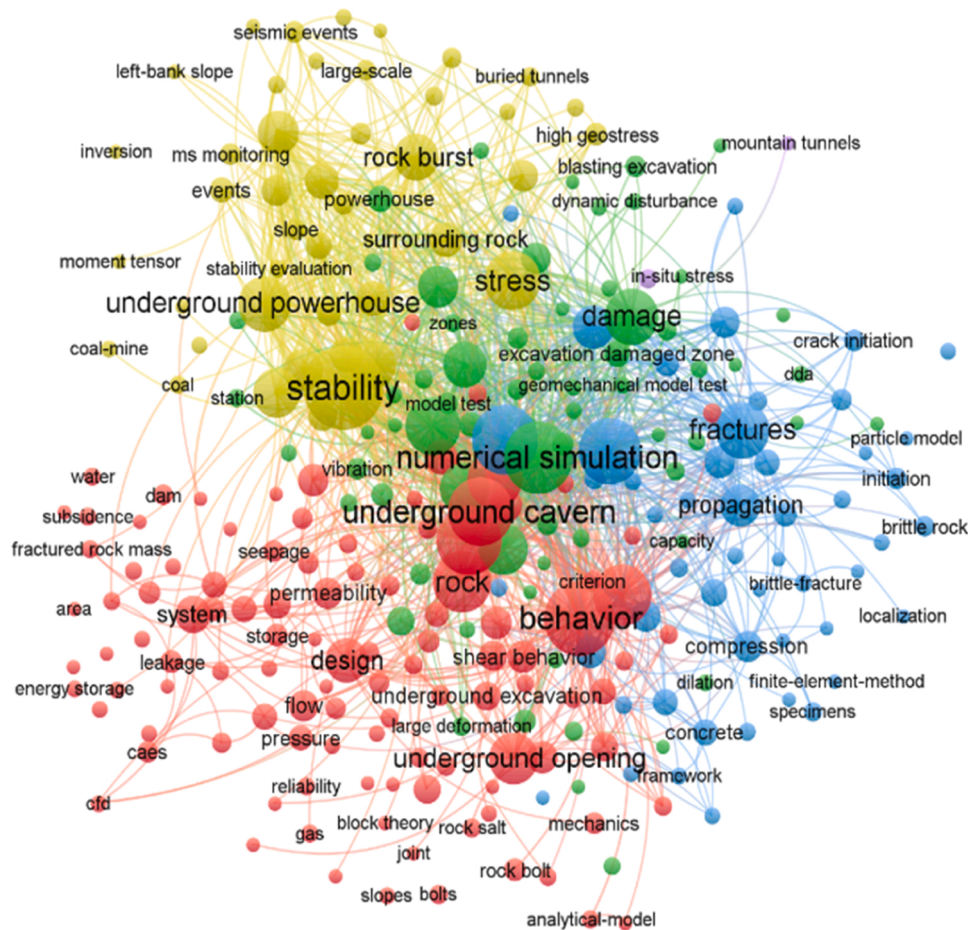 seismic events
left-bank slope
large-scale
buried tunnels
high geostress
mountain tunnels
inversion
ms monitoring
rock burst
blasting excavation
events
powerhouse
dynamic disturbance
slope
surrounding rock
moment tensor
stability evaluation
stress
in-situ stress
underground powerhouse
zones
damage
coal-mine
excavation damaged zone
crack initiation
coal
stability
geomechanical model test
dda
station
model test
fractures
particle model
numerical simulation
water
vibration
initiation
dam
subsidence
underground cavern
propagation
brittle rock
fractured rock mass
seepage
capacity
rock
criterion
brittle-fracture
area
system
permeability
behavior
localization
storage
leakage
design
shear behavior
compression
energy storage
flow
underground excavation
dilation
finite-element-method
specimens
large deformation
pressure
concrete
caes
underground opening
framework
reliability
cfd
gas
block theory
rock salt
mechanics
joint
rock bolt
slopes
bolts
analytical-model